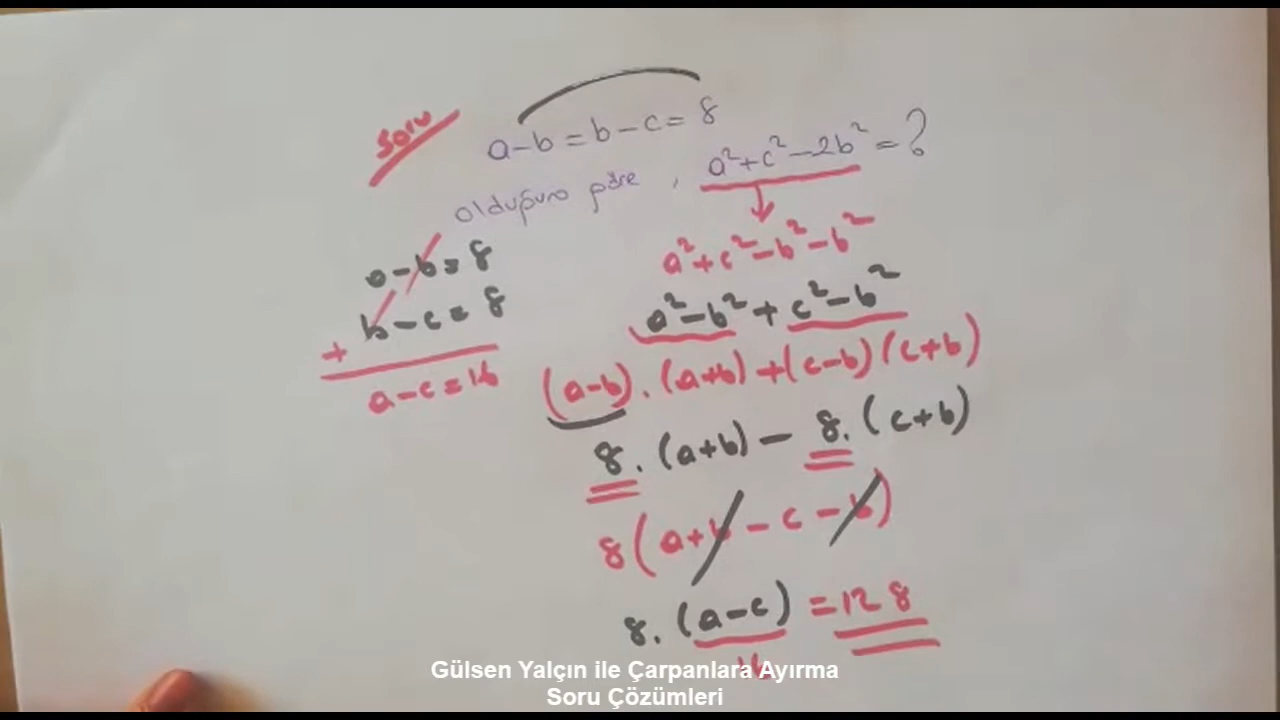 Soru
a-b=b-c=8
olduğuna göre, a²+c²-2b²=?
a-b=8
b-c=8
+
a-c=16
a²+c²-b²-b²
a²-b²+c²-b²
(a-b).(a+b)+(c-b)(c+b)
8.(a+b)-8.(c+b)
8(a+b-c-b)
8.(a-c)=128
16
Gülsen Yalçın ile Çarpanlara Ayırma
Soru Çözümleri